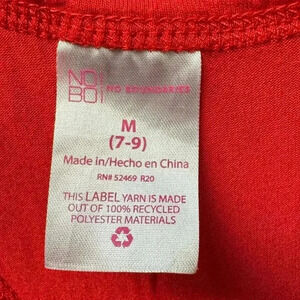 NO!
BO!
NO BOUNDARIES
M
(7-9)
Made in/Hecho en China
RN# 52469 R20
THIS LABEL YARN IS MADE
OUT OF 100% RECYCLED
POLYESTER MATERIALS